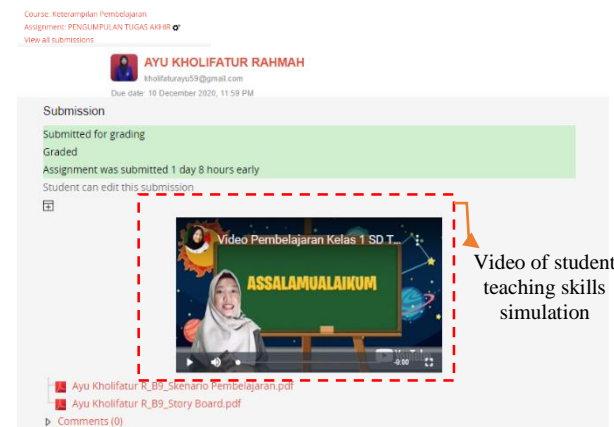 Course: Keterampilan Pembelajaran
Assignment: PENGUMPULAN TUGAS AKHIR
View all submissions
AYU KHOLIFATUR RAHMAH
kholifaturayu59@gmail.com
Due date: 10 December 2020, 11:59 PM
Submission
Submitted for grading
Graded
Assignment was submitted 1 day 8 hours early
Student can edit this submission
Video Pembelajaran Kelas 1 SD T...
ASSALAMUALAIKUM
YouTube
-0:00
Video of student
teaching skills
simulation
Ayu Kholifatur R_B9_Skenario Pembelajaran.pdf
Ayu Kholifatur R_B9_Story Board.pdf
Comments (0)